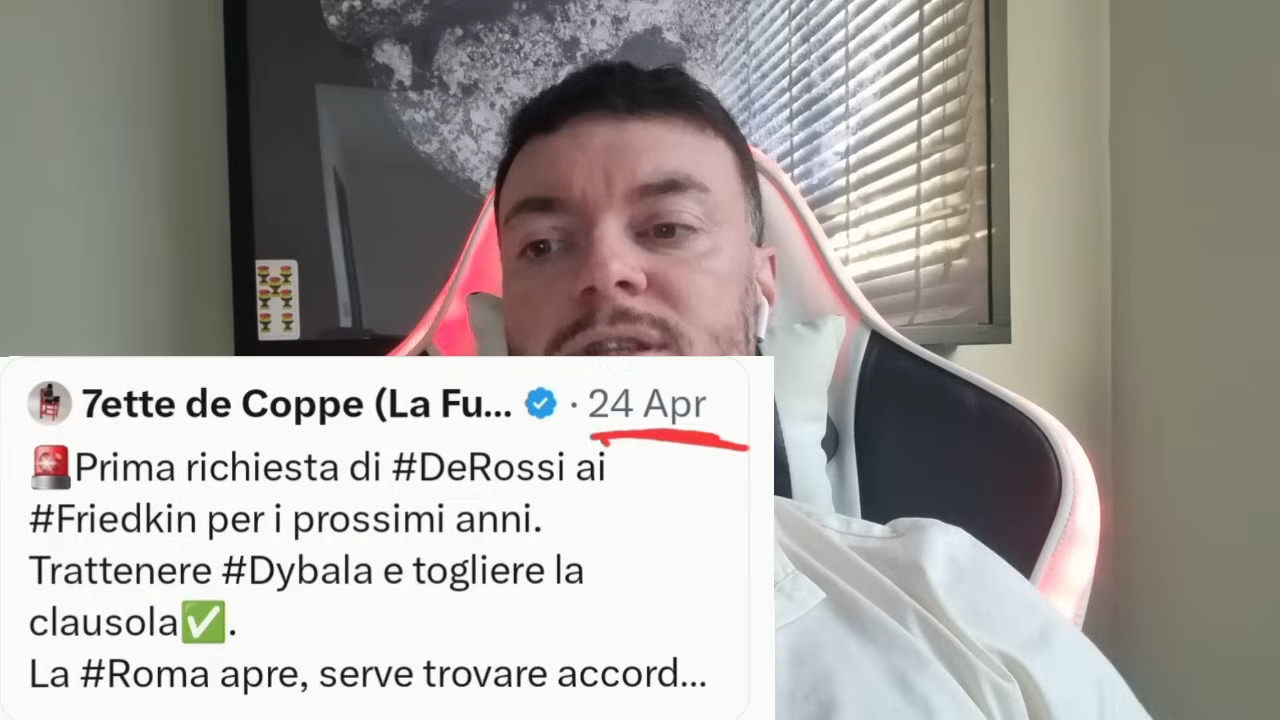 7ette de Coppe (La Fu... · 24 Apr
🚨Prima richiesta di #DeRossi ai
#Friedkin per i prossimi anni.
Trattenere #Dybala e togliere la
clausola✅.
La #Roma apre, serve trovare accord...